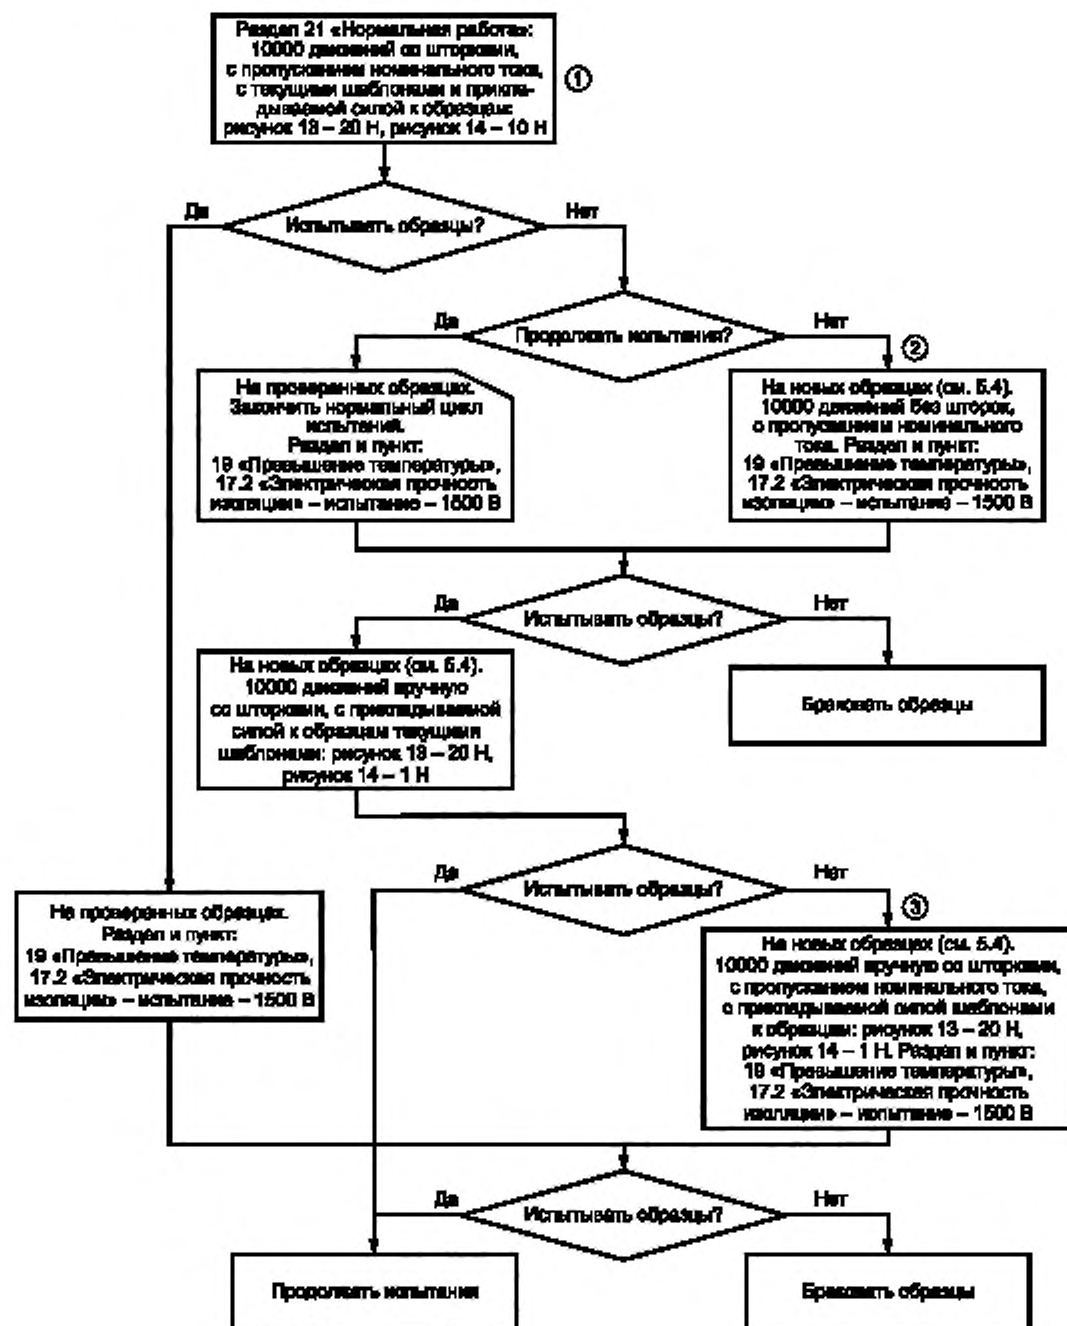 Раздел 21 «Нормальная работа»:
10000 движений со шторками,
с пропусканием номинального тока,
с текущими шаблонами и прикла-
дываемой силой к образцам:
рисунок 13 – 20 Н, рисунок 14 – 10 Н
①
Да
Испытывать образцы?
Нет
Да
Продолжать испытания?
Нет
②
На проверенных образцах.
Закончить нормальный цикл
испытаний.
Раздел и пункт:
19 «Превышение температуры»,
17.2 «Электрическая прочность
изоляции» – испытание – 1500 В
На новых образцах (см. 5.4).
10000 движений без шторок,
с пропусканием номинального
тока. Раздел и пункт:
19 «Превышение температуры»,
17.2 «Электрическая прочность
изоляции» – испытание – 1500 В
Да
Испытывать образцы?
Нет
На новых образцах (см. 5.4).
10000 движений вручную
со шторками, с прикладываемой
силой к образцам текущими
шаблонами: рисунок 13 – 20 Н,
рисунок 14 – 1 Н
Браковать образцы
Да
Испытывать образцы?
Нет
③
На проверенных образцах.
Раздел и пункт:
19 «Превышение температуры»,
17.2 «Электрическая прочность
изоляции» – испытание – 1500 В
На новых образцах (см. 5.4).
10000 движений вручную со шторками,
с пропусканием номинального тока,
с прикладываемой силой шаблонами
к образцам: рисунок 13 – 20 Н,
рисунок 14 – 1 Н. Раздел и пункт:
19 «Превышение температуры»,
17.2 «Электрическая прочность
изоляции» – испытание – 1500 В
Да
Испытывать образцы?
Нет
Продолжать испытания
Браковать образцы